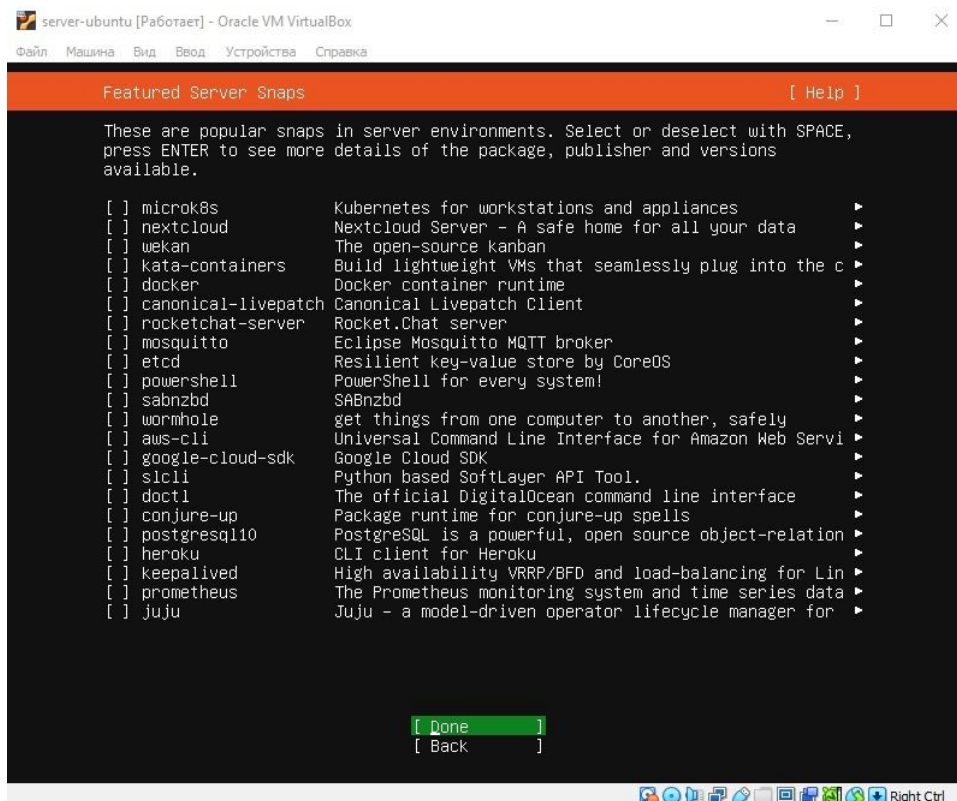 server-ubuntu [Работает] - Oracle VM VirtualBox
Файл Машина Вид Ввод Устройства Справка
Featured Server Snaps [ Help ]
These are popular snaps in server environments. Select or deselect with SPACE,
press ENTER to see more details of the package, publisher and versions
available.
[ ] microk8s Kubernetes for workstations and appliances ►
[ ] nextcloud Nextcloud Server - A safe home for all your data ►
[ ] wekan The open-source kanban ►
[ ] kata-containers Build lightweight VMs that seamlessly plug into the c ►
[ ] docker Docker container runtime ►
[ ] canonical-livepatch Canonical Livepatch Client ►
[ ] rocketchat-server Rocket.Chat server ►
[ ] mosquitto Eclipse Mosquitto MQTT broker ►
[ ] etcd Resilient key-value store by CoreOS ►
[ ] powershell PowerShell for every system! ►
[ ] sabnzbd SABnzbd ►
[ ] wormhole get things from one computer to another, safely ►
[ ] aws-cli Universal Command Line Interface for Amazon Web Servi ►
[ ] google-cloud-sdk Google Cloud SDK ►
[ ] slcli Python based SoftLayer API Tool. ►
[ ] doctl The official DigitalOcean command line interface ►
[ ] conjure-up Package runtime for conjure-up spells ►
[ ] postgresql10 PostgreSQL is a powerful, open source object-relation ►
[ ] heroku CLI client for Heroku ►
[ ] keepalived High availability VRRP/BFD and load-balancing for Lin ►
[ ] prometheus The Prometheus monitoring system and time series data ►
[ ] juju Juju - a model-driven operator lifecycle manager for ►
[ Done ]
[ Back ]
Right Ctrl